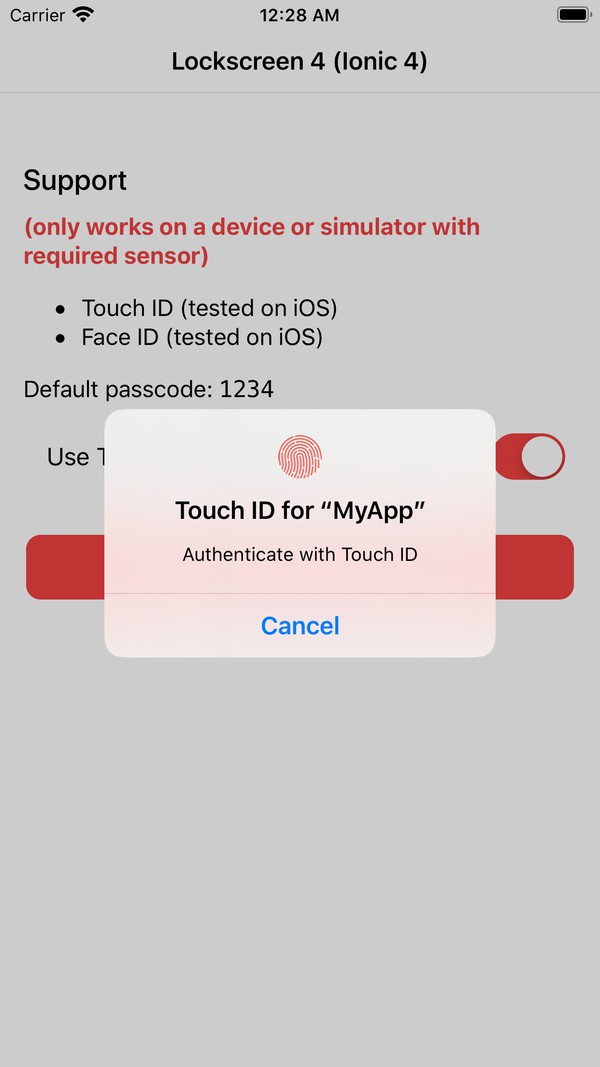 Carrier 12:28 AM
Lockscreen 4 (Ionic 4)
Support
(only works on a device or simulator with
required sensor)
• Touch ID (tested on iOS)
• Face ID (tested on iOS)
Default passcode: 1234
Use
Touch ID for “MyApp”
Authenticate with Touch ID
Cancel